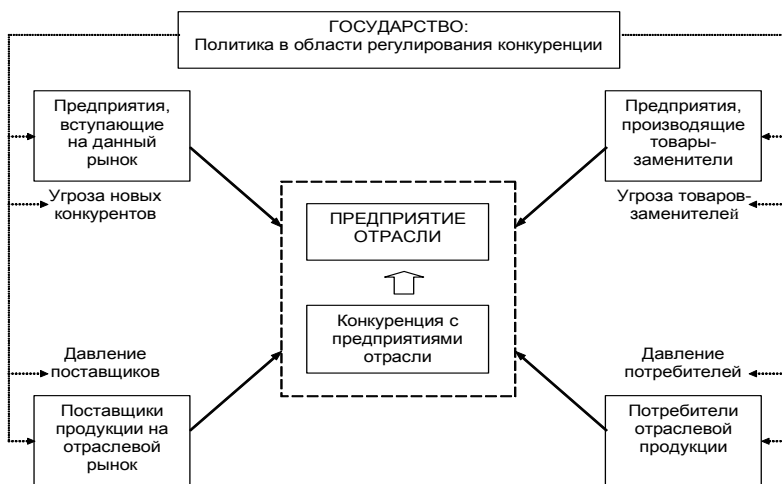 ГОСУДАРСТВО:
Политика в области регулирования конкуренции
Предприятия,
вступающие
на данный
рынок
Угроза новых
конкурентов
Предприятия,
производящие
товары-
заменители
Угроза товаров-
заменителей
ПРЕДПРИЯТИЕ
ОТРАСЛИ
Конкуренция с
предприятиями
отрасли
Давление
поставщиков
Поставщики
продукции на
отраслевой
рынок
Давление
потребителей
Потребители
отраслевой
продукции